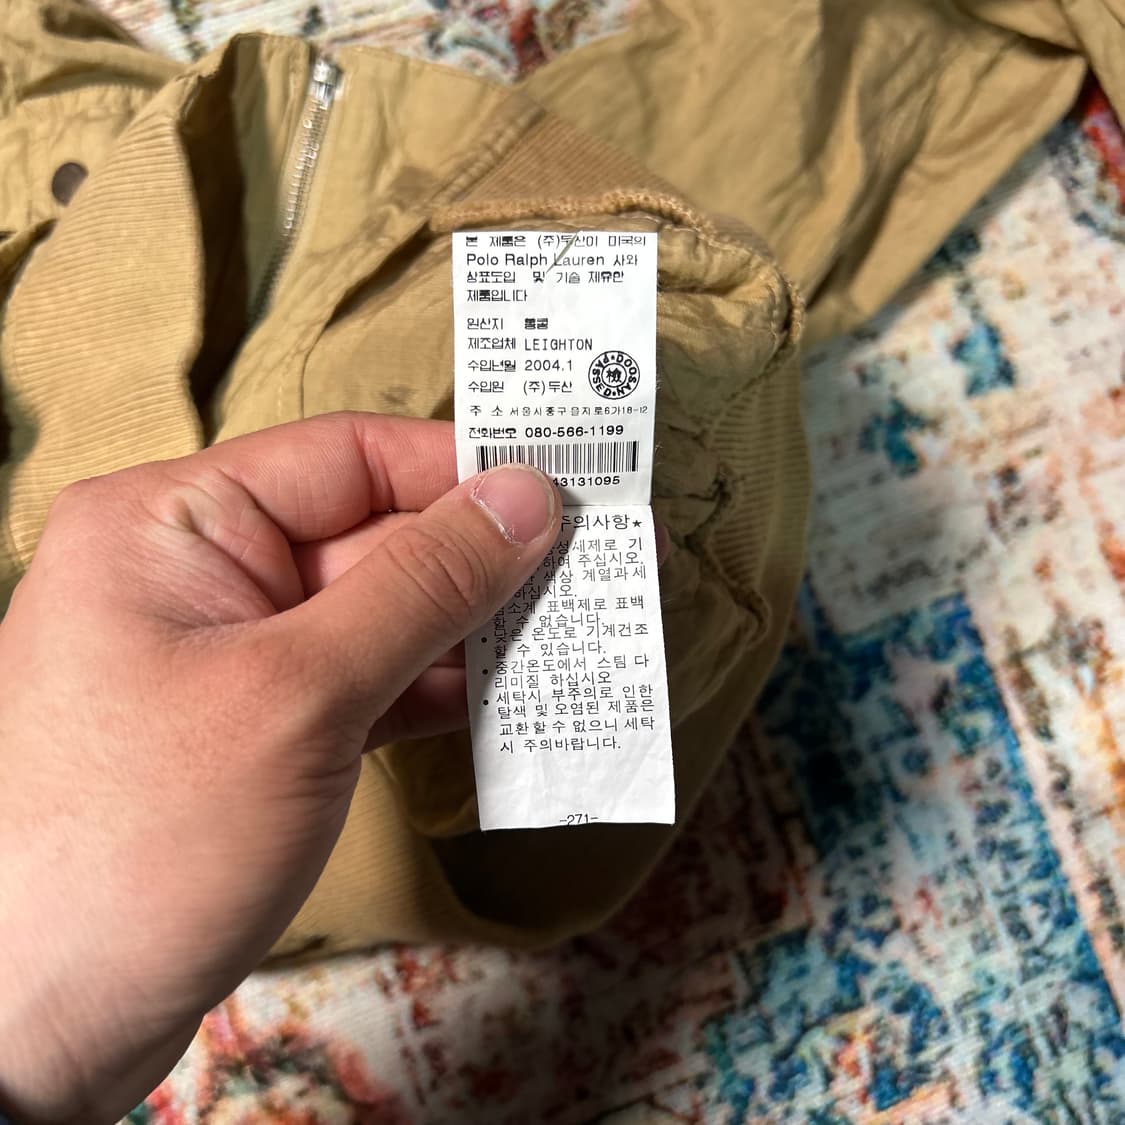 본 제품은 (주)두산이 미국의
Polo Ralph Lauren 사와
상표도입 및 기술 제휴한
제품입니다
원산지 몽골
제조업체 LEIGHTON
수입년월 2004.1
수입원 (주)두산
DOOSAN PASSED 檢
주 소 서울시중구을지로6가18-12
전화번호 080-566-1199
43131095
주의사항★
성세제로 기
하여 주십시오.
색상 계열과세
하십시오.
염소계 표백제로 표백
할 수 없습니다.
• 낮은 온도로 기계건조
할 수 있습니다.
• 중간온도에서 스팀 다
리미질 하십시오
• 세탁시 부주의로 인한
탈색 및 오염된 제품은
교환할수 없으니 세탁
시 주의바랍니다.
-271-